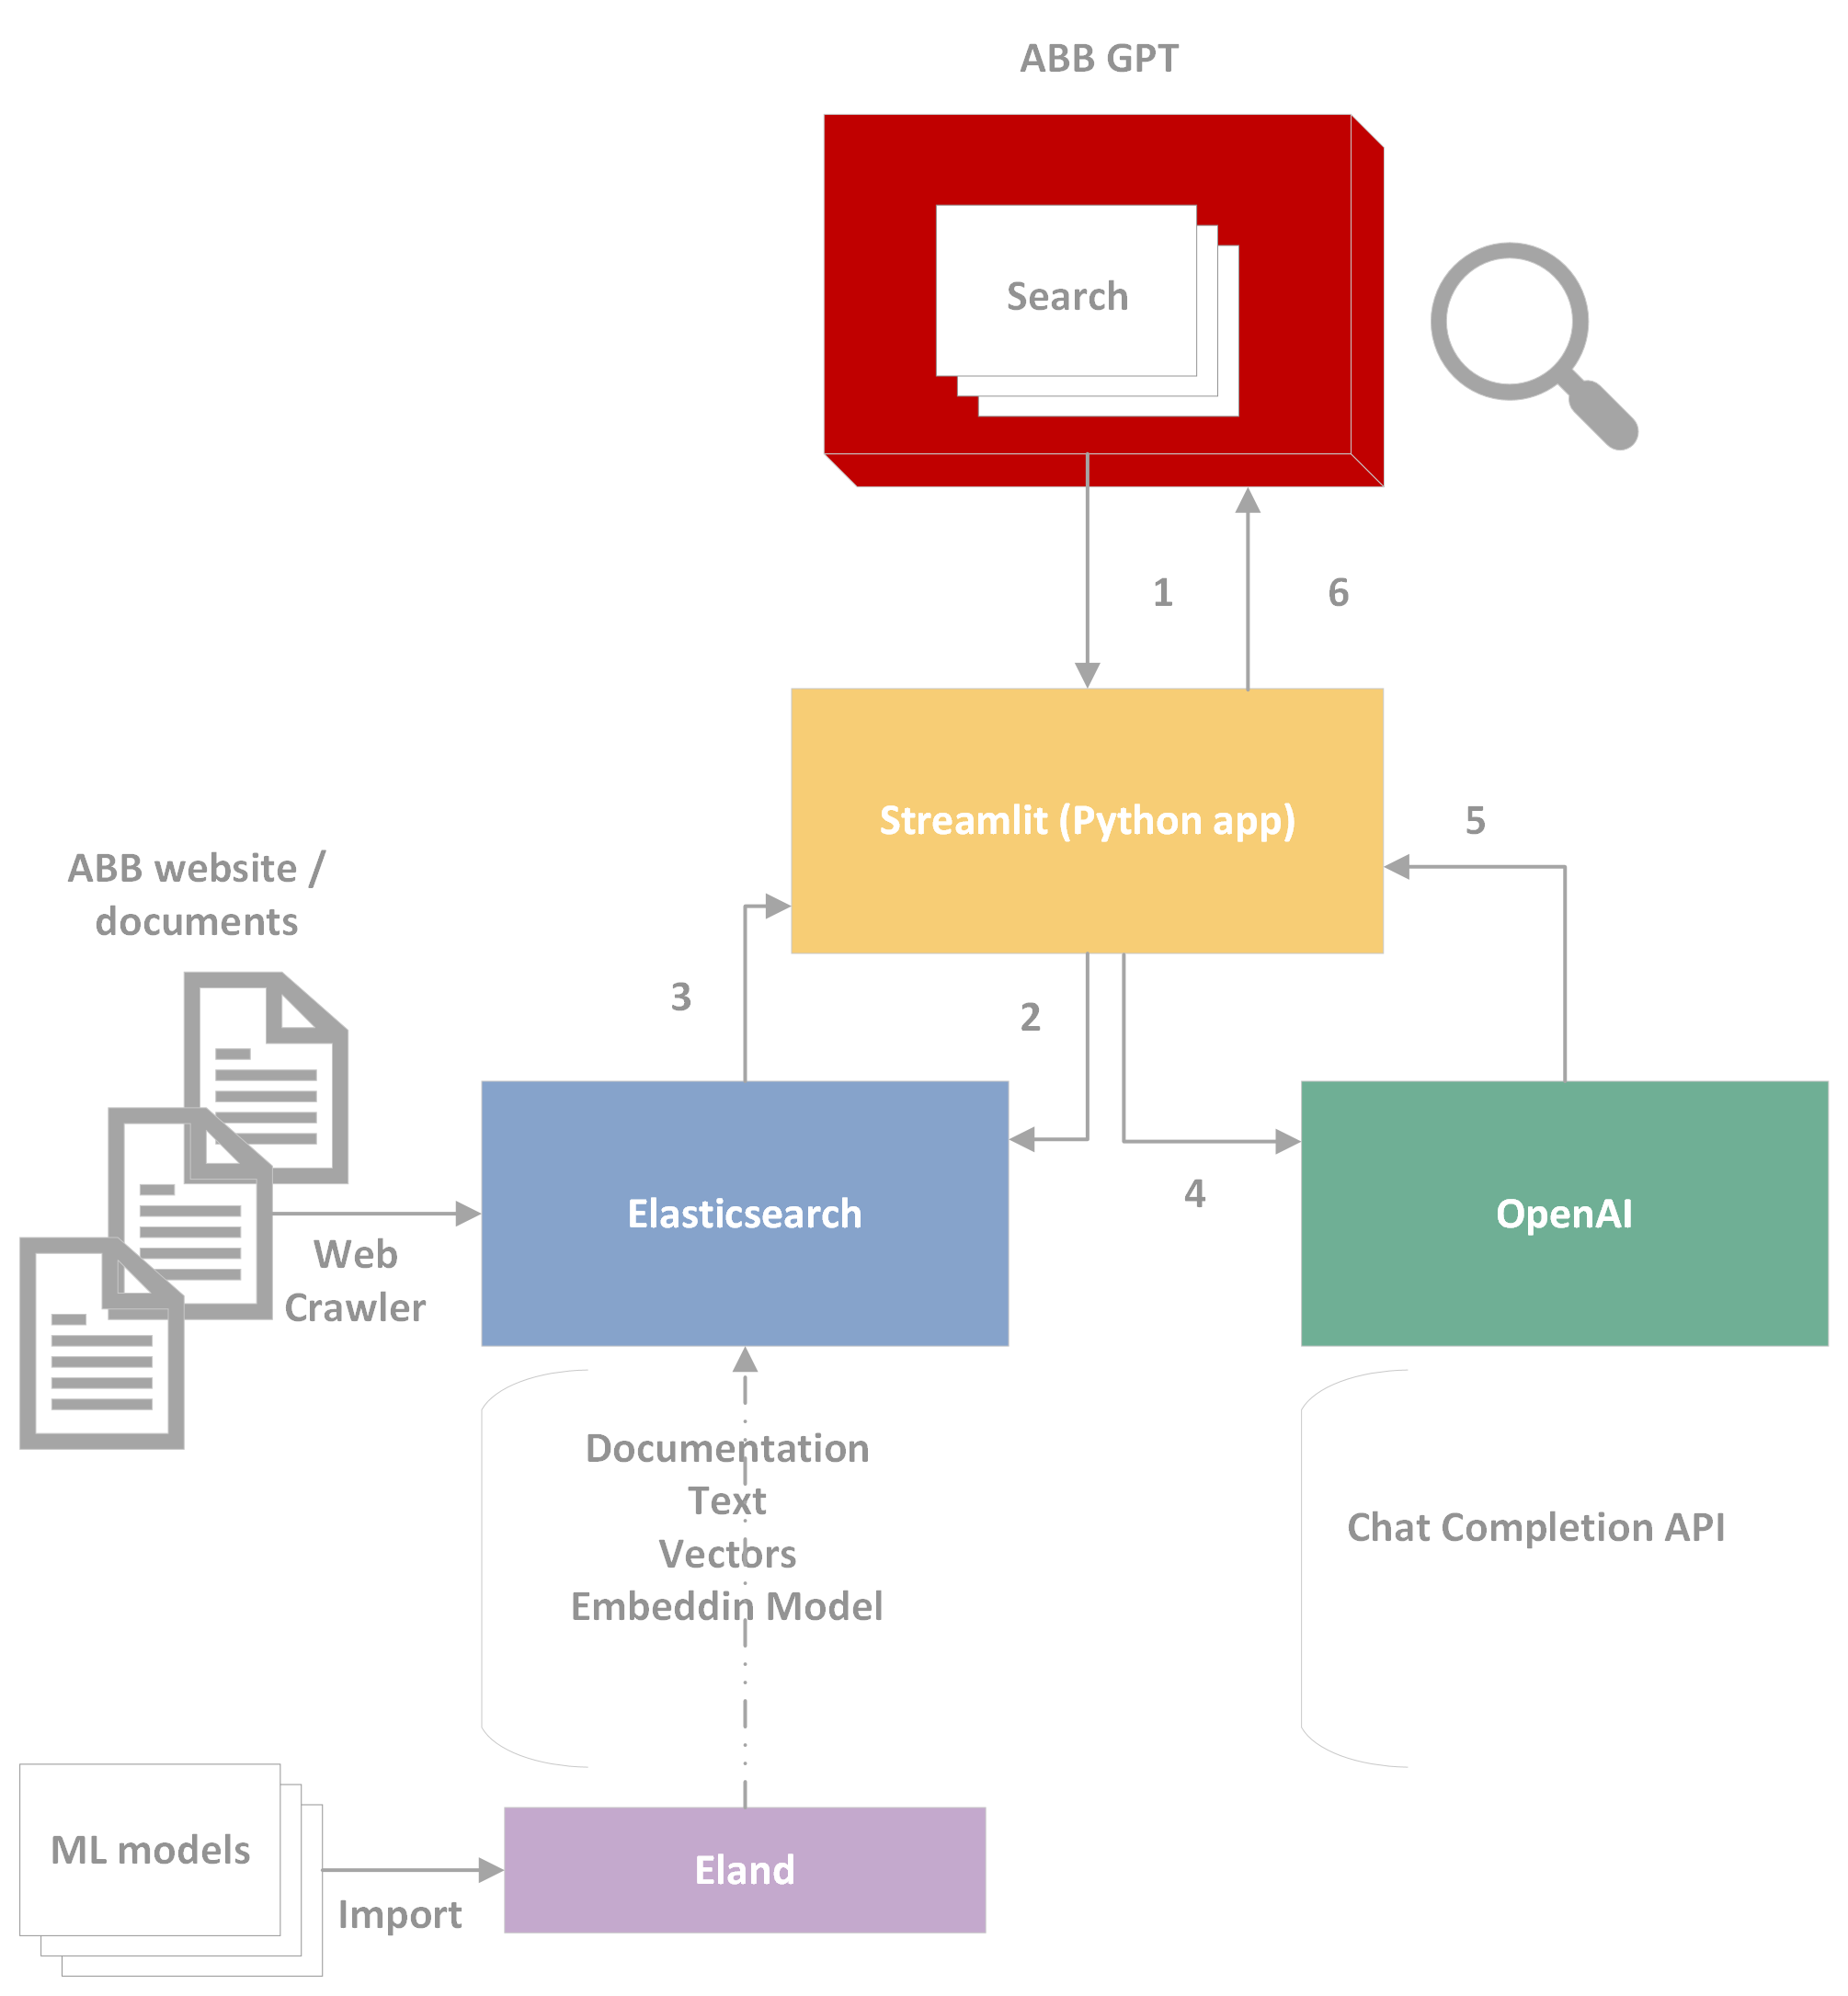 ABB GPT
Search
1
6
Streamlit (Python app)
5
ABB website /
documents
3
2
4
Elasticsearch
OpenAI
Web
Crawler
Documentation
Text
Vectors
Embeddin Model
Chat Completion API
ML models
Import
Eland